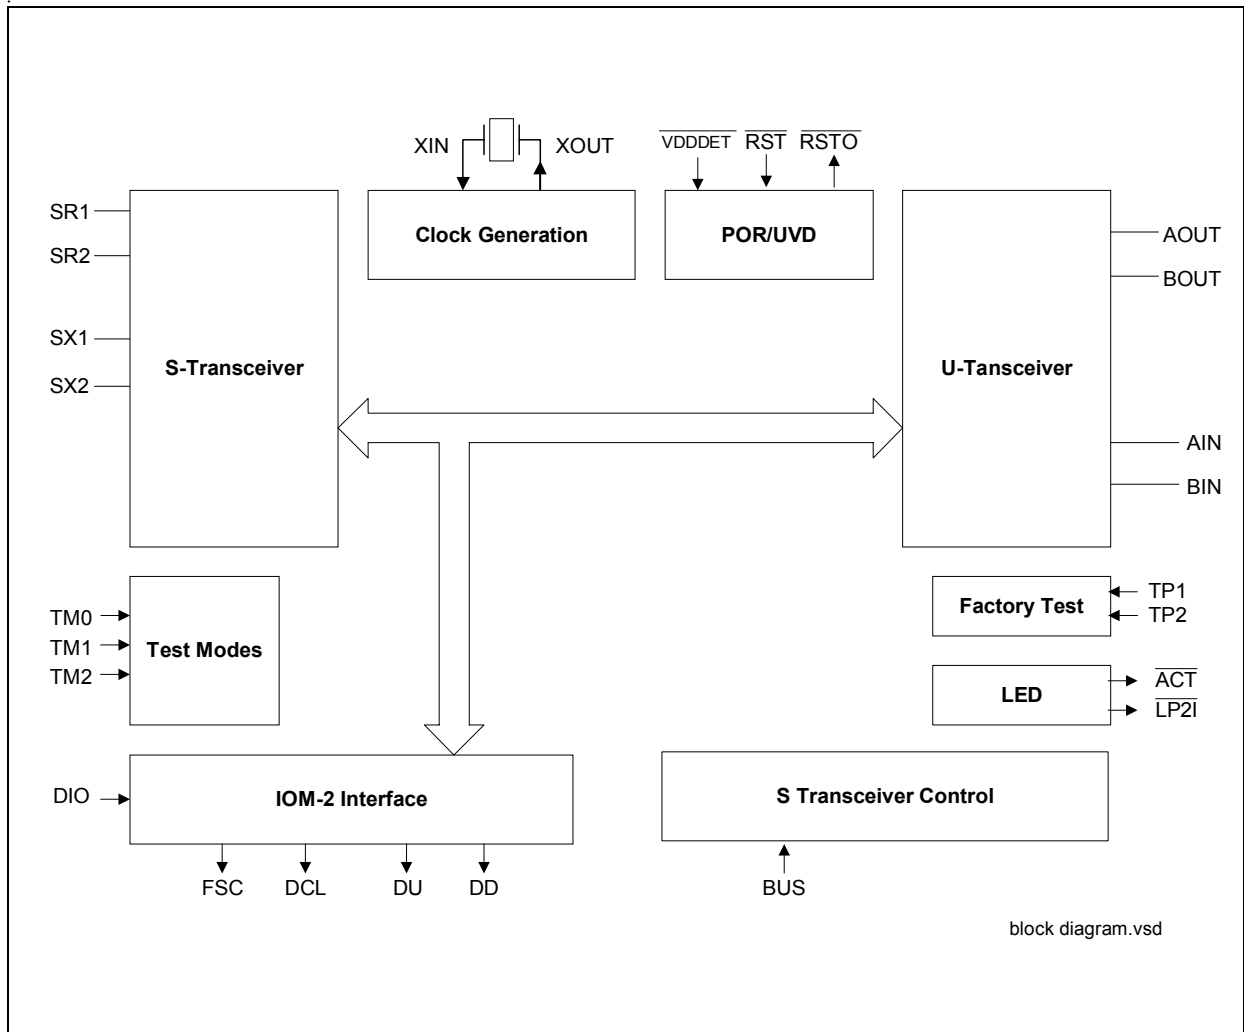 XIN
XOUT
VDDDET
RST
RSTO
SR1
SR2
SX1
SX2
S-Transceiver
Clock Generation
POR/UVD
U-Tansceiver
AOUT
BOUT
AIN
BIN
TM0
TM1
TM2
Test Modes
Factory Test
TP1
TP2
LED
ACT
LP2I
DIO
IOM-2 Interface
S Transceiver Control
FSC
DCL
DU
DD
BUS
block diagram.vsd